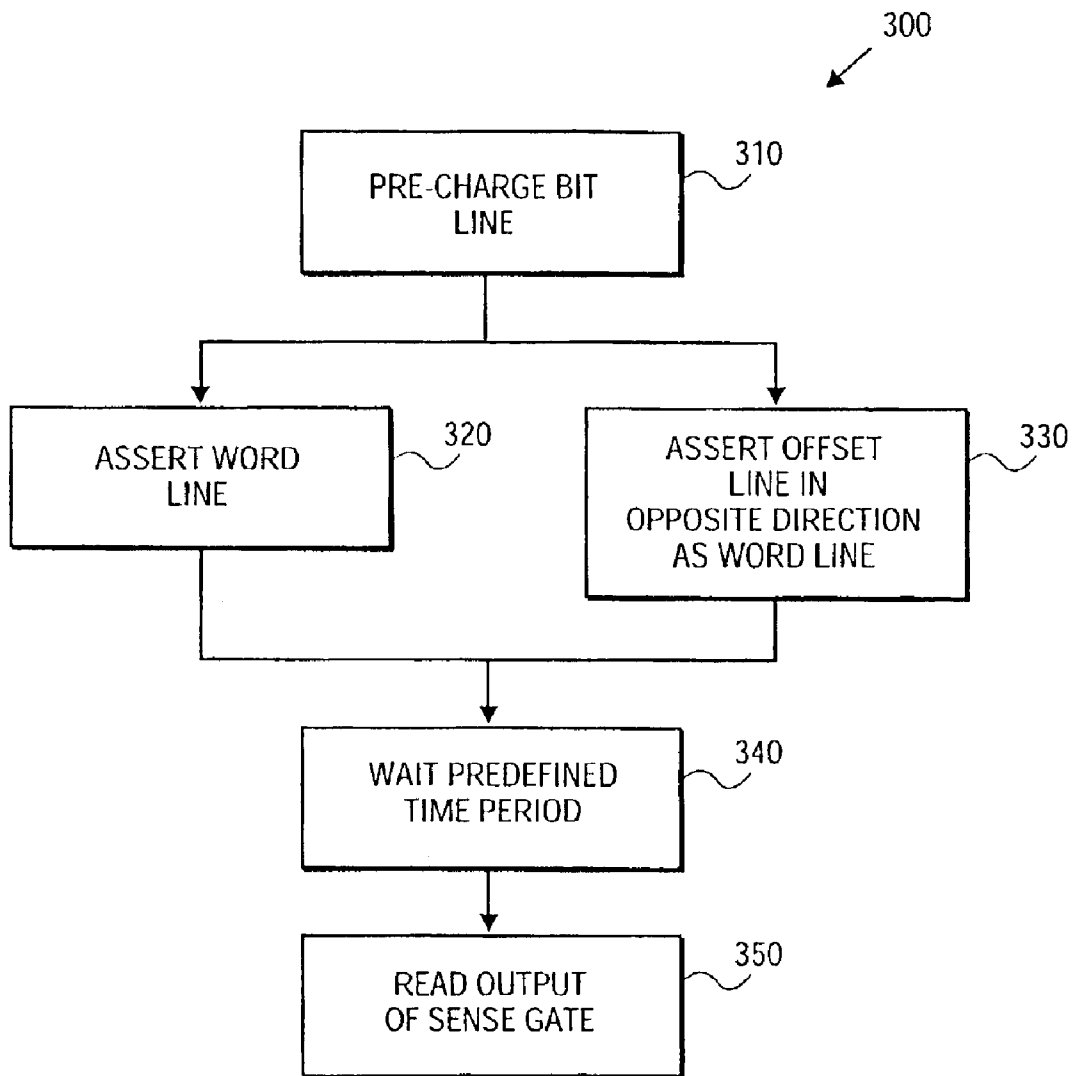 300
PRE-CHARGE BIT
LINE
310
ASSERT WORD
LINE
320
ASSERT OFFSET
LINE IN
OPPOSITE DIRECTION
AS WORD LINE
330
WAIT PREDEFINED
TIME PERIOD
340
READ OUTPUT
OF SENSE GATE
350